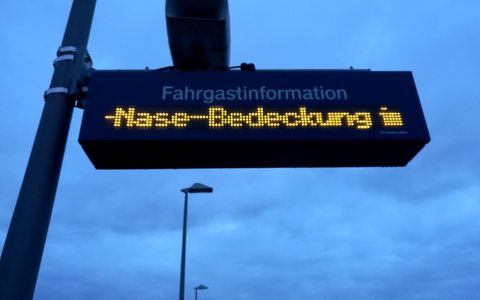 Fahrgastinformation
-Nase-Bedeckung